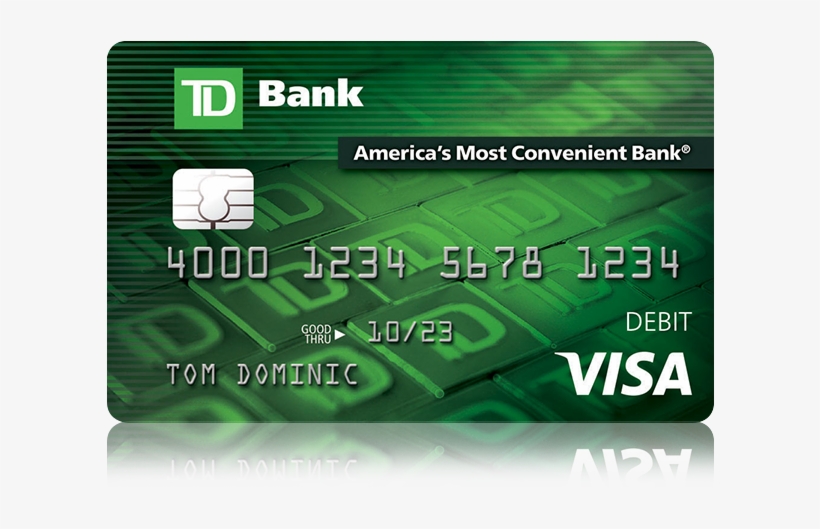 TD Bank
America's Most Convenient Bank®
4000 1234 5678 1234
GOOD THRU 10/23
DEBIT
TOM DOMINIC
VISA